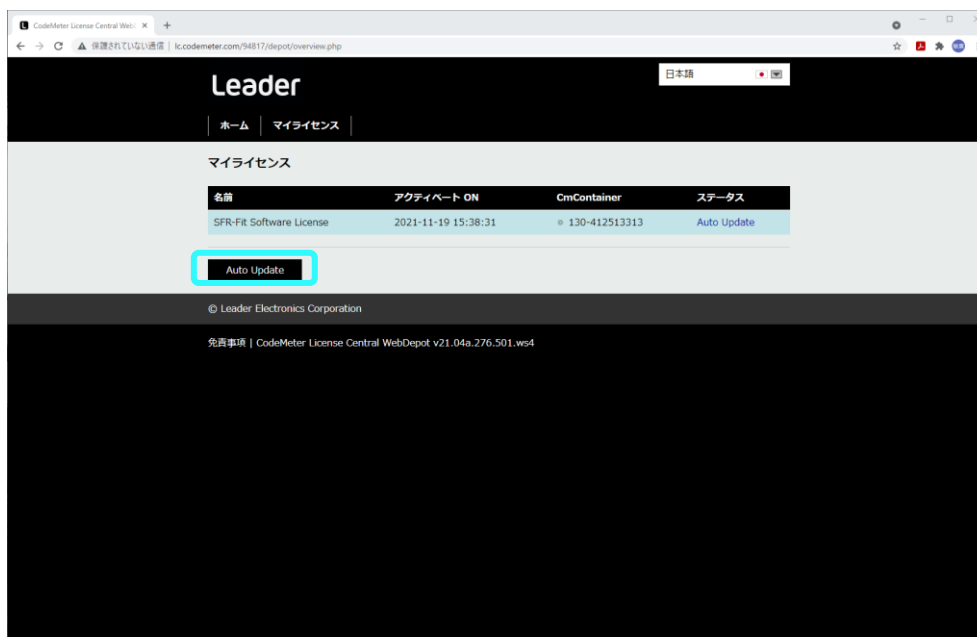 CodeMeter License Central Web
保護されていない通信 | lc.codemeter.com/94817/depot/overview.php
Leader
日本語
ホーム マイライセンス
マイライセンス
名前 アクティベート ON CmContainer ステータス
SFR-Fit Software License 2021-11-19 15:38:31 130-412513313 Auto Update
Auto Update
© Leader Electronics Corporation
免責事項 | CodeMeter License Central WebDepot v21.04a.276.501.ws4